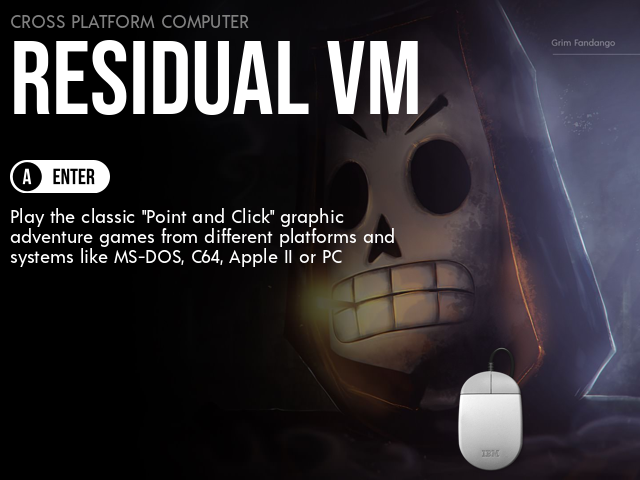 CROSS PLATFORM COMPUTER
Grim Fandango
RESIDUAL VM
A ENTER
Play the classic "Point and Click" graphic
adventure games from different platforms and
systems like MS-DOS, C64, Apple II or PC
IBM